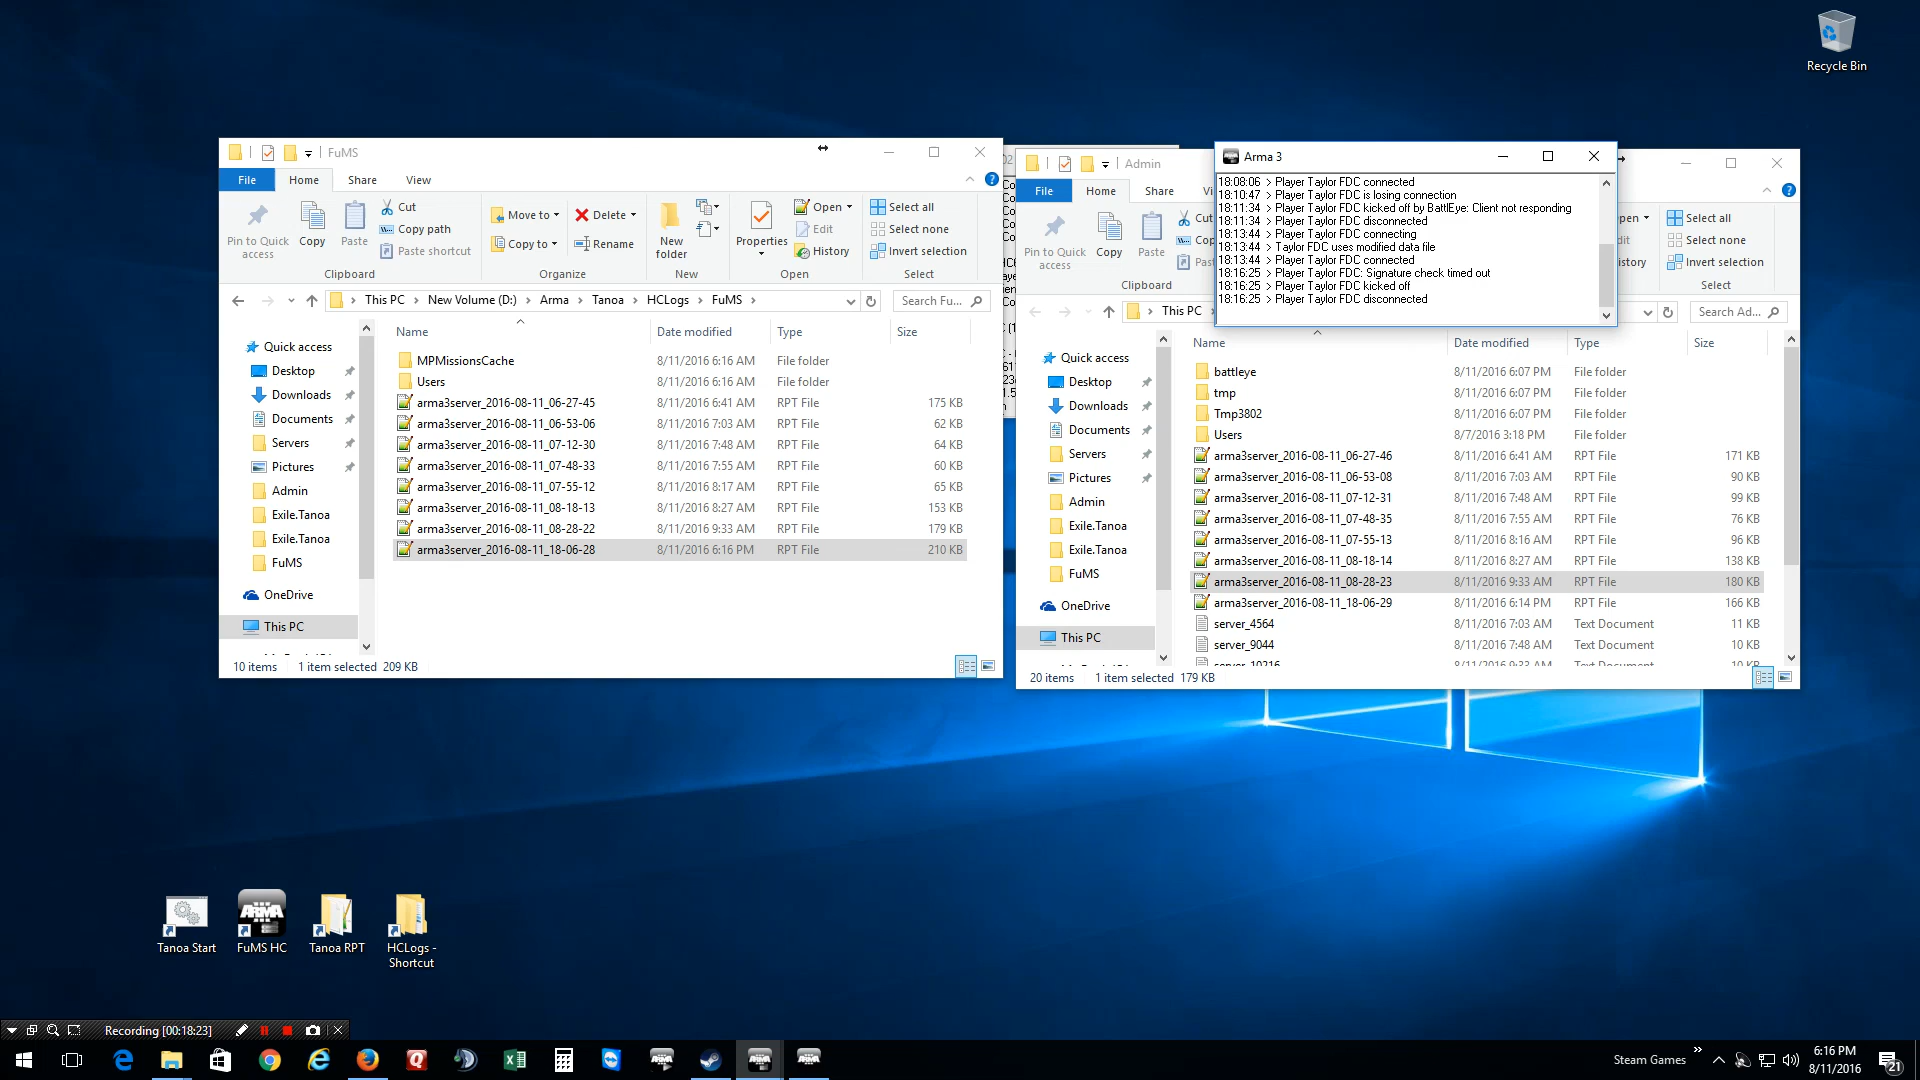 Recycle Bin
FuMS
File
Home
Share
View
Pin to Quick access
Copy
Paste
Cut
Copy path
Paste shortcut
Clipboard
Move to
Copy to
Delete
Rename
Organize
New folder
New
Properties
Open
Edit
History
Open
Select all
Select none
Invert selection
Select
This PC > New Volume (D:) > Arma > Tanoa > HCLogs > FuMS >
Search Fu...
Quick access
Desktop
Downloads
Documents
Servers
Pictures
Admin
Exile.Tanoa
Exile.Tanoa
FuMS
OneDrive
This PC
Name Date modified Type Size
MPMissionsCache 8/11/2016 6:16 AM File folder
Users 8/11/2016 6:16 AM File folder
arma3server_2016-08-11_06-27-45 8/11/2016 6:41 AM RPT File 175 KB
arma3server_2016-08-11_06-53-06 8/11/2016 7:03 AM RPT File 62 KB
arma3server_2016-08-11_07-12-30 8/11/2016 7:48 AM RPT File 64 KB
arma3server_2016-08-11_07-48-33 8/11/2016 7:55 AM RPT File 60 KB
arma3server_2016-08-11_07-55-12 8/11/2016 8:17 AM RPT File 65 KB
arma3server_2016-08-11_08-18-13 8/11/2016 8:27 AM RPT File 153 KB
arma3server_2016-08-11_08-28-22 8/11/2016 9:33 AM RPT File 179 KB
arma3server_2016-08-11_18-06-28 8/11/2016 6:16 PM RPT File 210 KB
10 items 1 item selected 209 KB
Admin
File
Home
Share
Pin to Quick access
Copy
Paste
Cut
Clipboard
Select all
Select none
Invert selection
Select
This PC
Search Ad...
Arma 3
18:08:06 > Player Taylor FDC connected
18:10:47 > Player Taylor FDC is losing connection
18:11:34 > Player Taylor FDC kicked off by BattlEye: Client not responding
18:11:34 > Player Taylor FDC disconnected
18:13:44 > Player Taylor FDC connecting
18:13:44 > Taylor FDC uses modified data file
18:13:44 > Player Taylor FDC connected
18:16:25 > Player Taylor FDC: Signature check timed out
18:16:25 > Player Taylor FDC kicked off
18:16:25 > Player Taylor FDC disconnected
Quick access
Desktop
Downloads
Documents
Servers
Pictures
Admin
Exile.Tanoa
Exile.Tanoa
FuMS
OneDrive
This PC
Name Date modified Type Size
battleye 8/11/2016 6:07 PM File folder
tmp 8/11/2016 6:07 PM File folder
Tmp3802 8/11/2016 6:07 PM File folder
Users 8/7/2016 3:18 PM File folder
arma3server_2016-08-11_06-27-46 8/11/2016 6:41 AM RPT File 171 KB
arma3server_2016-08-11_06-53-08 8/11/2016 7:03 AM RPT File 90 KB
arma3server_2016-08-11_07-12-31 8/11/2016 7:48 AM RPT File 99 KB
arma3server_2016-08-11_07-48-35 8/11/2016 7:55 AM RPT File 76 KB
arma3server_2016-08-11_07-55-13 8/11/2016 8:16 AM RPT File 96 KB
arma3server_2016-08-11_08-18-14 8/11/2016 8:27 AM RPT File 138 KB
arma3server_2016-08-11_08-28-23 8/11/2016 9:33 AM RPT File 180 KB
arma3server_2016-08-11_18-06-29 8/11/2016 6:14 PM RPT File 166 KB
server_4564 8/11/2016 7:03 AM Text Document 11 KB
server_9044 8/11/2016 7:48 AM Text Document 10 KB
server_10216 8/11/2016 9:33 AM Text Document 10 KB
20 items 1 item selected 179 KB
Tanoa Start
ARMA
FuMS HC
Tanoa RPT
HCLogs - Shortcut
Recording [00:18:23]
Steam Games
6:16 PM
8/11/2016
21